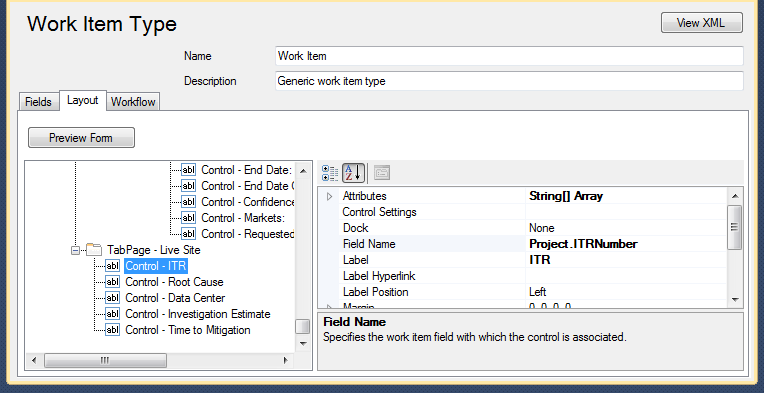 Work Item Type
View XML
Name
Work Item
Description
Generic work item type
Fields
Layout
Workflow
Preview Form
abl Control - End Date:
abl Control - End Date
abl Control - Confidence
abl Control - Markets:
abl Control - Requested
TabPage - Live Site
abl Control - ITR
abl Control - Root Cause
abl Control - Data Center
abl Control - Investigation Estimate
abl Control - Time to Mitigation
A
Z
Attributes String[] Array
Control Settings
Dock None
Field Name Project.ITRNumber
Label ITR
Label Hyperlink
Label Position Left
Margin 0, 0, 0, 0
Field Name
Specifies the work item field with which the control is associated.